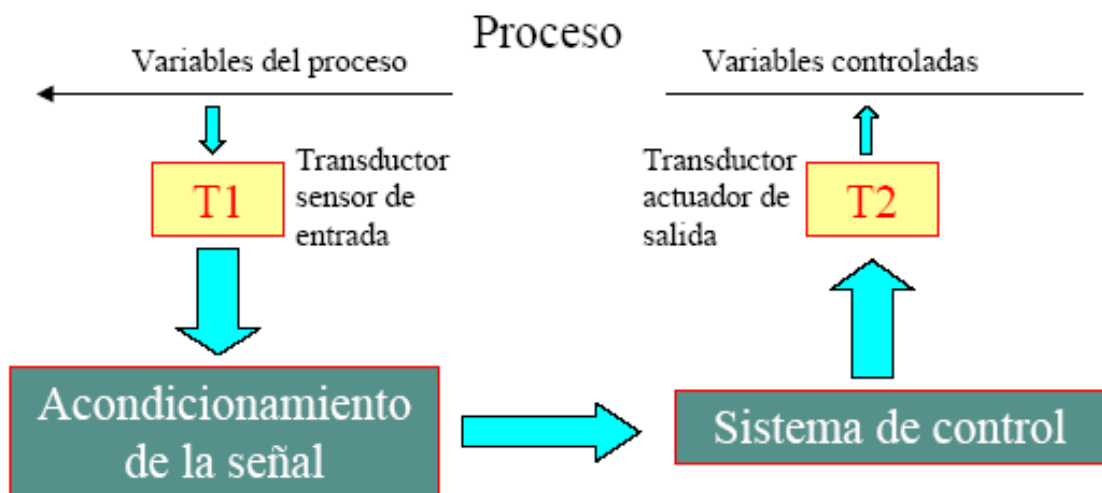 Proceso
Variables del proceso
Variables controladas
T1
Transductor
sensor de
entrada
Transductor
actuador de
salida
T2
Acondicionamiento
de la señal
Sistema de control